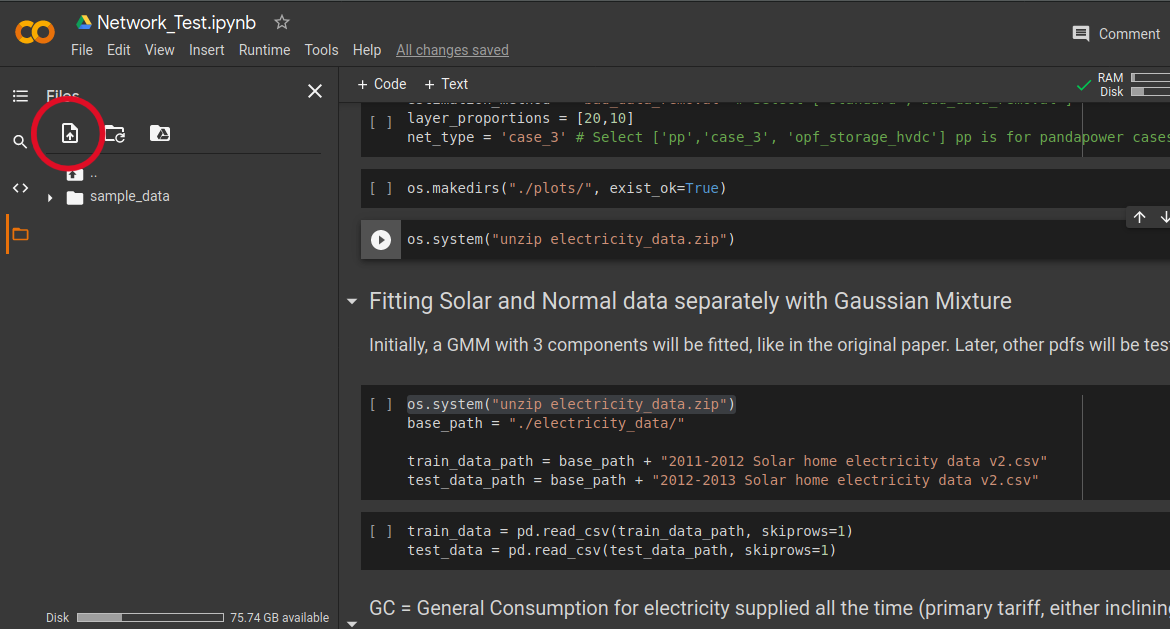 Network_Test.ipynb
File Edit View Insert Runtime Tools Help All changes saved
Comment
Files
+ Code + Text
RAM
Disk
..
sample_data
[ ] layer_proportions = [20,10]
net_type = 'case_3' # Select ['pp','case_3', 'opf_storage_hvdc'] pp is for pandapower cases
[ ] os.makedirs("./plots/", exist_ok=True)
os.system("unzip electricity_data.zip")
Fitting Solar and Normal data separately with Gaussian Mixture
Initially, a GMM with 3 components will be fitted, like in the original paper. Later, other pdfs will be tes
[ ] os.system("unzip electricity_data.zip")
base_path = "./electricity_data/"
train_data_path = base_path + "2011-2012 Solar home electricity data v2.csv"
test_data_path = base_path + "2012-2013 Solar home electricity data v2.csv"
[ ] train_data = pd.read_csv(train_data_path, skiprows=1)
test_data = pd.read_csv(test_data_path, skiprows=1)
GC = General Consumption for electricity supplied all the time (primary tariff, either inclining
Disk 75.74 GB available